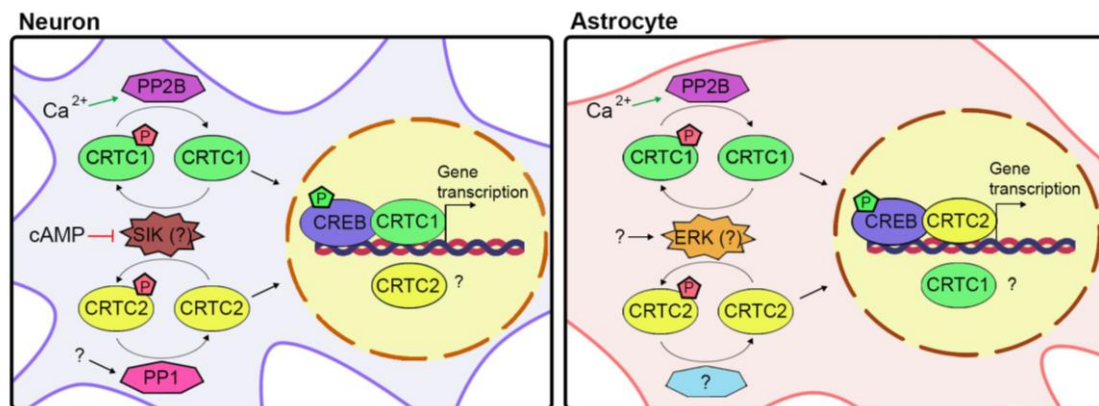 Neuron
PP2B
Ca2+
P
CRTC1 CRTC1
cAMP SIK (?)
P
CRTC2 CRTC2
? PP1
Gene
transcription
P
CREB CRTC1
CRTC2 ?
Astrocyte
PP2B
Ca2+
P
CRTC1 CRTC1
? ERK (?)
P
CRTC2 CRTC2
?
Gene
transcription
P
CREB CRTC2
CRTC1 ?